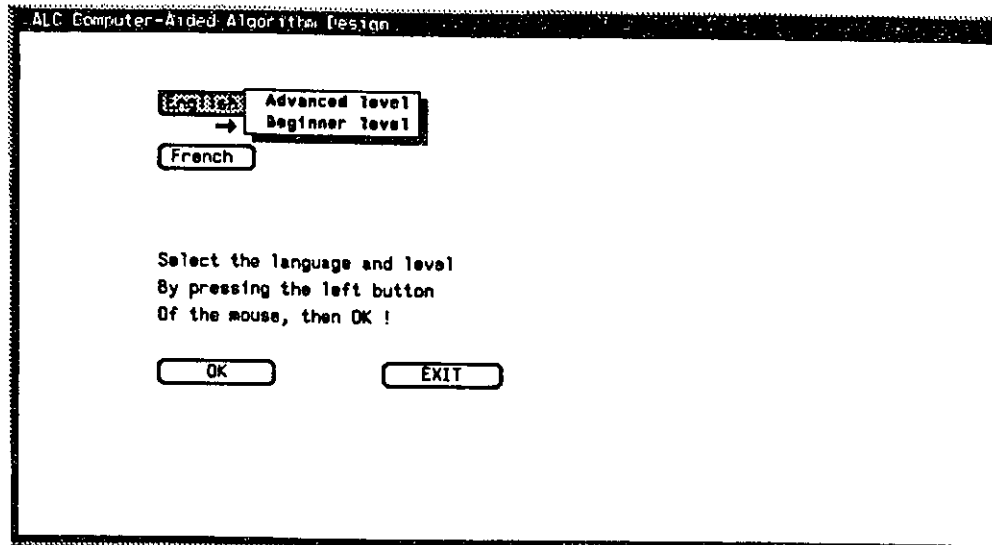 ALC Computer-Aided Algorithm Design
English
Advanced level
Beginner level
French
Select the language and level
By pressing the left button
Of the mouse, then OK !
OK EXIT